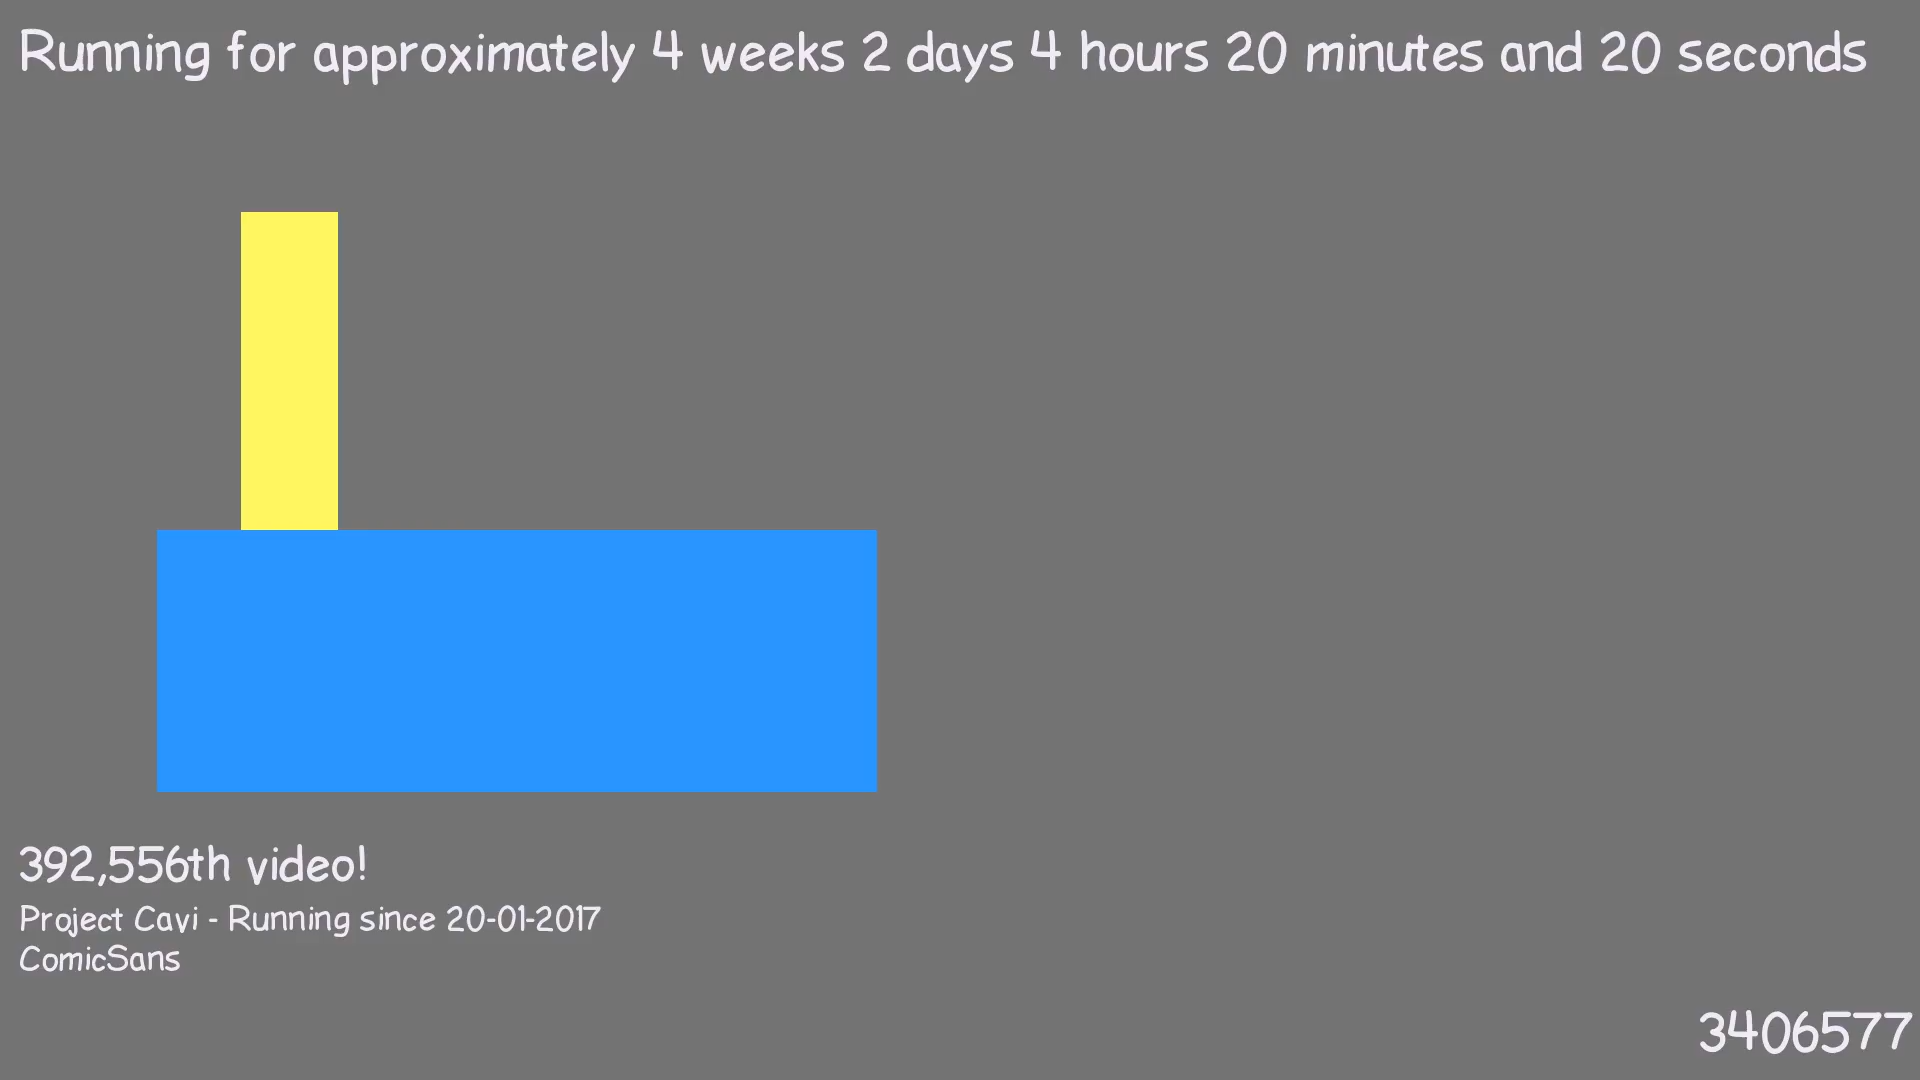 Running for approximately 4 weeks 2 days 4 hours 20 minutes and 20 seconds
392,556th video!
Project Cavi - Running since 20-01-2017
ComicSans
3406577